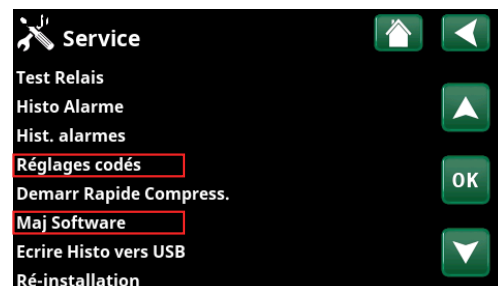 Service
Test Relais
Histo Alarme
Hist. alarmes
Réglages codés
OK
Demarr Rapide Compress.
Maj Software
Ecrire Histo vers USB
Ré-installation